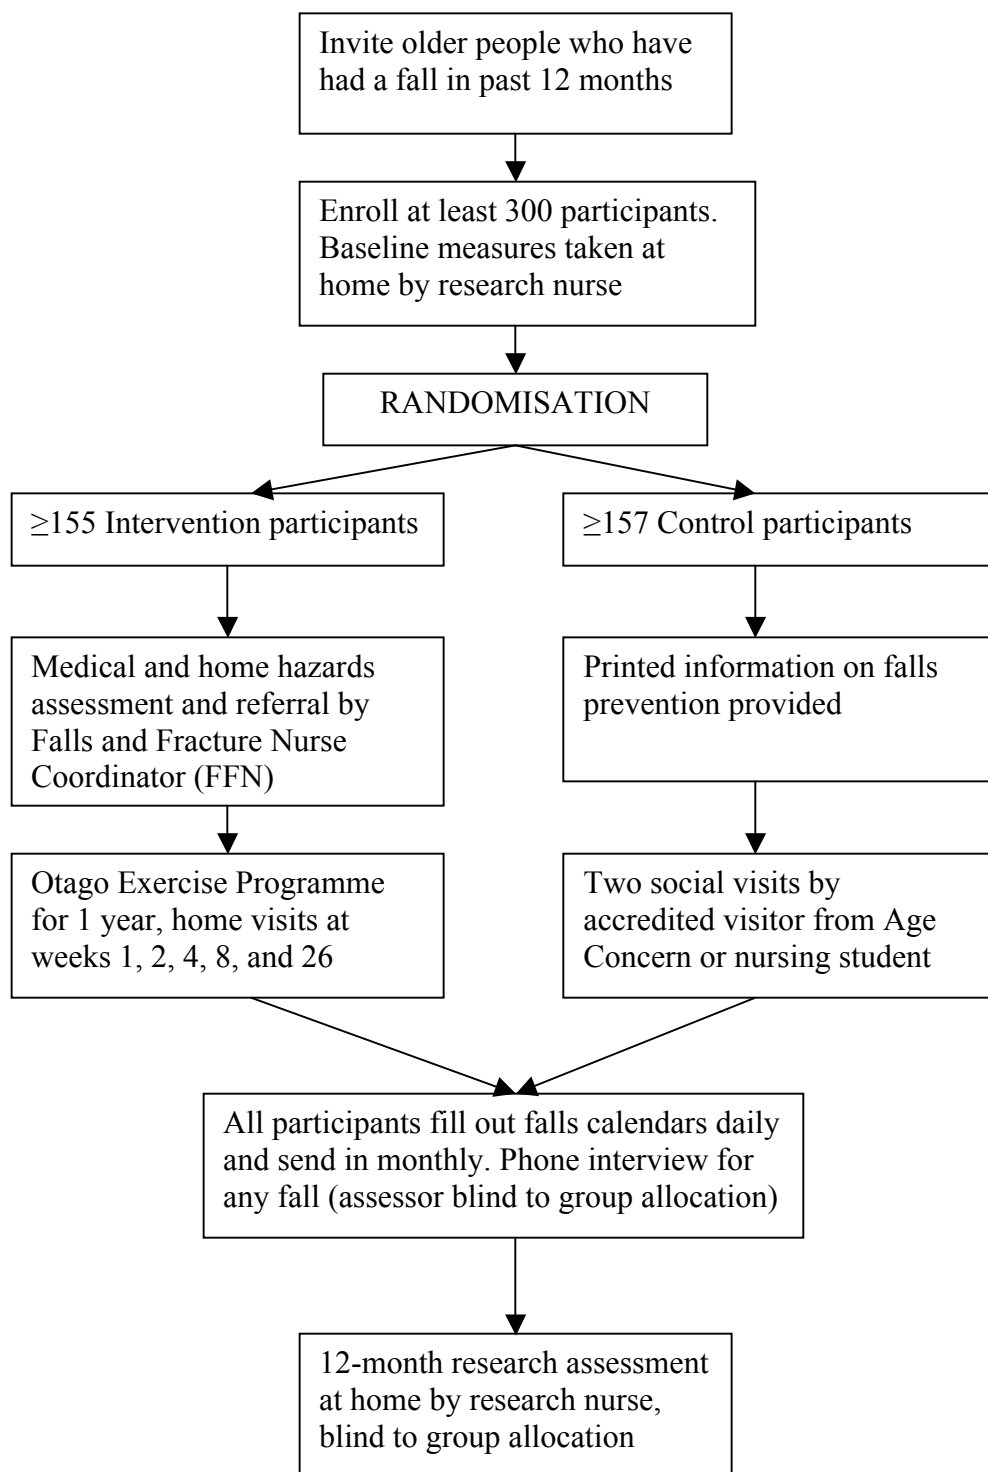 Invite older people who have
had a fall in past 12 months
Enroll at least 300 participants.
Baseline measures taken at
home by research nurse
RANDOMISATION
≥155 Intervention participants
≥157 Control participants
Medical and home hazards
assessment and referral by
Falls and Fracture Nurse
Coordinator (FFN)
Printed information on falls
prevention provided
Otago Exercise Programme
for 1 year, home visits at
weeks 1, 2, 4, 8, and 26
Two social visits by
accredited visitor from Age
Concern or nursing student
All participants fill out falls calendars daily
and send in monthly. Phone interview for
any fall (assessor blind to group allocation)
12-month research assessment
at home by research nurse,
blind to group allocation